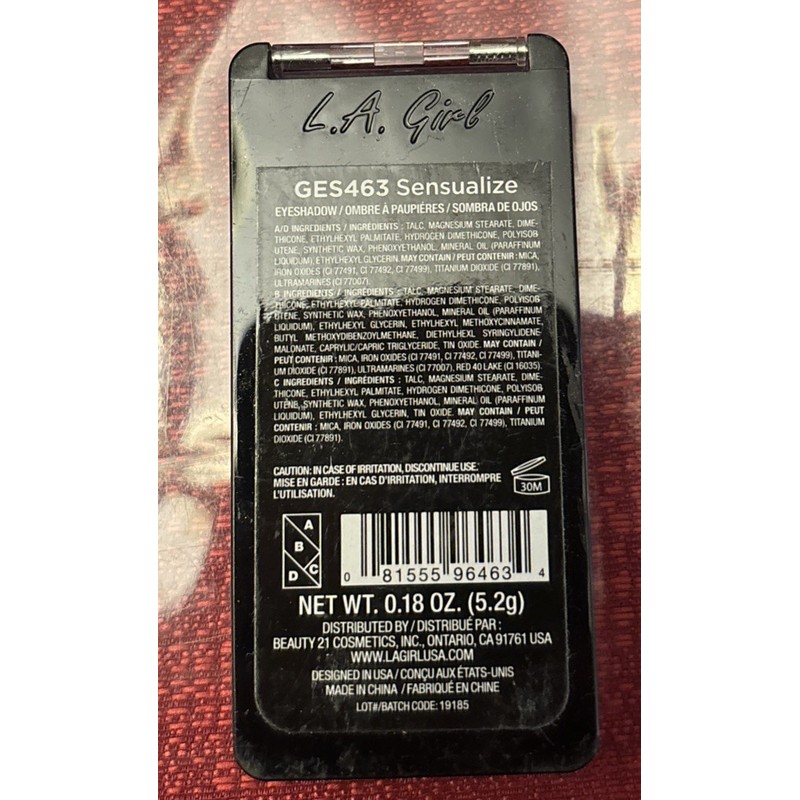 L.A. Girl
GES463 Sensualize
EYESHADOW / OMBRE À PAUPIÉRES / SOMBRA DE OJOS
A/D INGREDIENTS / INGRÉDIENTS : TALC, MAGNESIUM STEARATE, DIME-
THICONE, ETHYLHEXYL PALMITATE, HYDROGEN DIMETHICONE, POLYISOB
UTENE, SYNTHETIC WAX, PHENOXYETHANOL, MINERAL OIL (PARAFFINUM
LIQUIDUM), ETHYLHEXYL GLYCERIN. MAY CONTAIN / PEUT CONTENIR : MICA,
IRON OXIDES (CI 77491, CI 77492, CI 77499), TITANIUM DIOXIDE (CI 77891),
ULTRAMARINES (CI 77007).
B INGREDIENTS / INGRÉDIENTS : TALC, MAGNESIUM STEARATE, DIME-
THICONE, ETHYLHEXYL PALMITATE, HYDROGEN DIMETHICONE, POLYISOB
UTENE, SYNTHETIC WAX, PHENOXYETHANOL, MINERAL OIL (PARAFFINUM
LIQUIDUM), ETHYLHEXYL GLYCERIN, ETHYLHEXYL METHOXYCINNAMATE,
BUTYL METHOXYDIBENZOYLMETHANE, DIETHYLHEXL SYRINGYLIDENE-
MALONATE, CAPRYLIC/CAPRIC TRIGLYCERIDE, TIN OXIDE. MAY CONTAIN /
PEUT CONTENIR : MICA, IRON OXIDES (CI 77491, CI 77492, CI 77499), TITANI-
UM DIOXIDE (CI 77891), ULTRAMARINES (CI 77007), RED 40 LAKE (CI 16035).
C INGREDIENTS / INGRÉDIENTS : TALC, MAGNESIUM STEARATE, DIME-
THICONE, ETHYLHEXYL PALMITATE, HYDROGEN DIMETHICONE, POLYISOB
UTENE, SYNTHETIC WAX, PHENOXYETHANOL, MINERAL OIL (PARAFFINUM
LIQUIDUM), ETHYLHEXYL GLYCERIN, TIN OXIDE. MAY CONTAIN / PEUT
CONTENIR : MICA, IRON OXIDES (CI 77491, CI 77492, CI 77499), TITANIUM
DIOXIDE (CI 77891).
CAUTION: IN CASE OF IRRITATION, DISCONTINUE USE.
MISE EN GARDE : EN CAS D'IRRITATION, INTERROMPRE
L'UTILISATION.
30M
A
B
D C
0 81555 96463 4
NET WT. 0.18 OZ. (5.2g)
DISTRIBUTED BY / DISTRIBUÉ PAR :
BEAUTY 21 COSMETICS, INC., ONTARIO, CA 91761 USA
WWW.LAGIRLUSA.COM
DESIGNED IN USA / CONÇU AUX ÉTATS-UNIS
MADE IN CHINA / FABRIQUÉ EN CHINE
LOT#/BATCH CODE: 19185